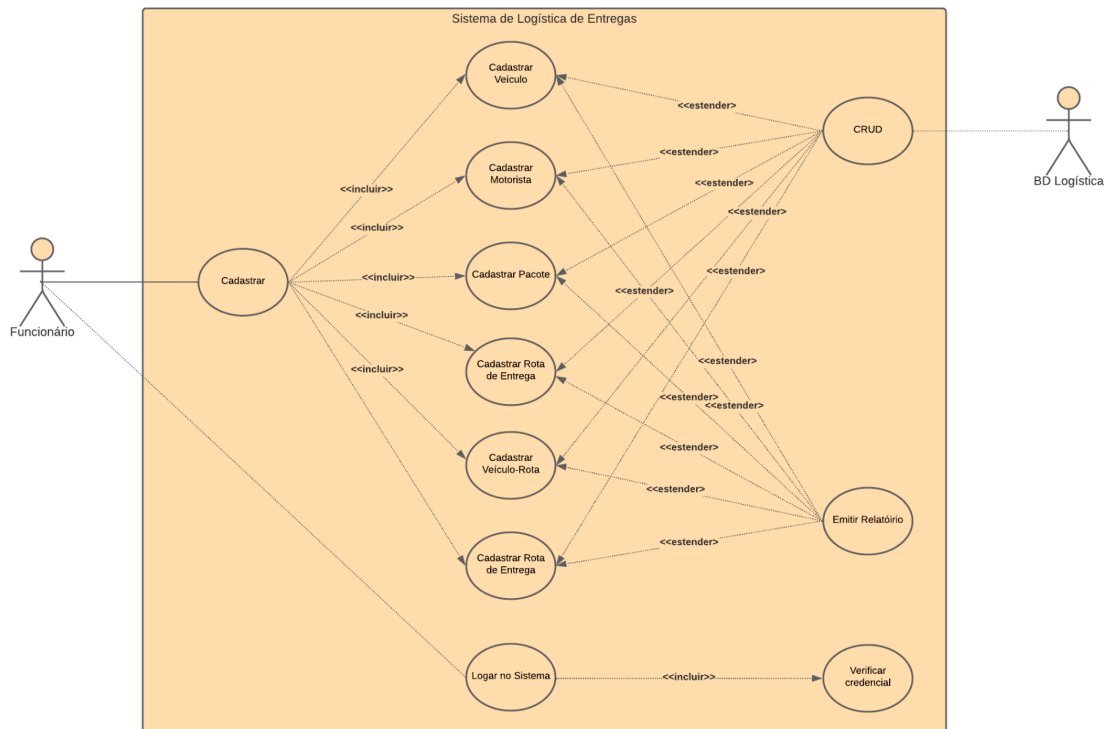 Sistema de Logística de Entregas
Cadastrar
Veículo
<<estender>
CRUD
BD Logística
Cadastrar
Motorista
<<estender>
<<incluir>>
<<estender>
<<estender>
<<incluir>>
Funcionário
Cadastrar
<<incluir>>
Cadastrar Pacote
<<estender>
<<estender>
<<incluir>>
Cadastrar Rota
de Entrega
<<incluir>>
<<estender>
<<estender>
<<estender>
<<estender>
Cadastrar
Veículo-Rota
<<estender>
Emitir Relatóirio
<<estender>
Cadastrar Rota
de Entrega
Logar no Sistema
<<incluir>>
Verificar
credencial